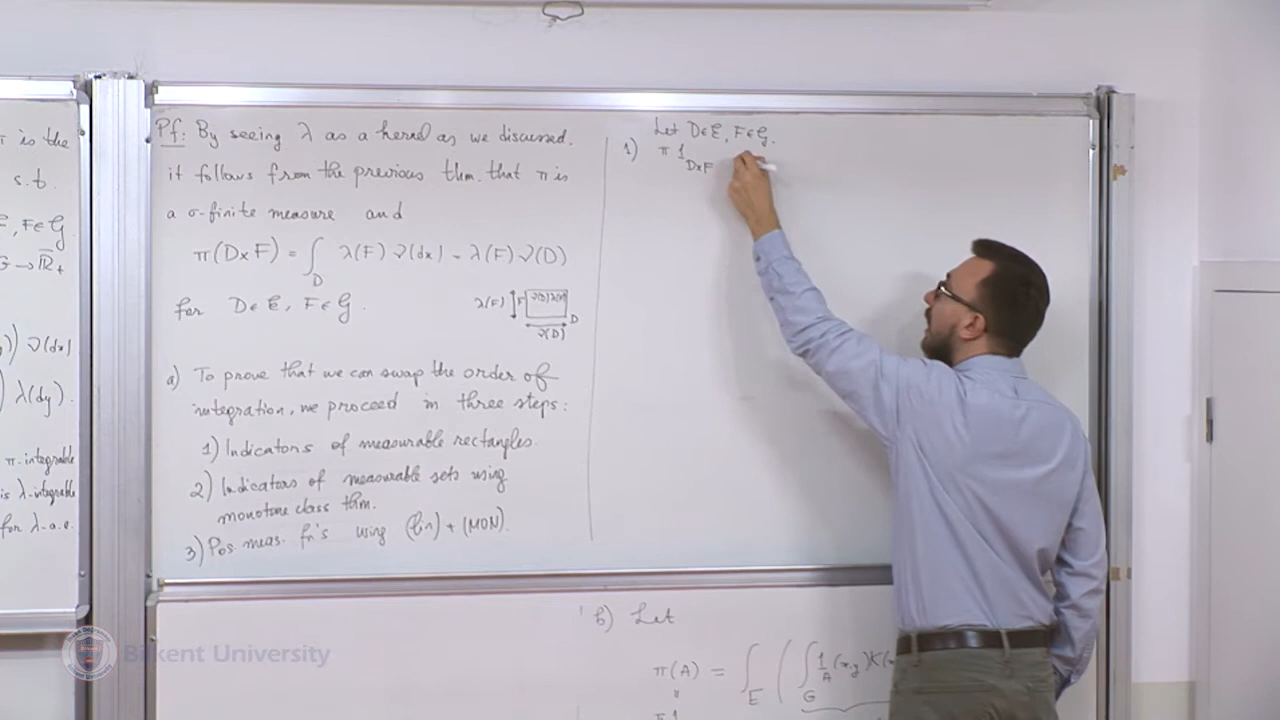 π is the
s.t.
E, F∈G
G → R̄₊
) ν(dx)
) λ(dy).
π-integrable
is λ-integrable
for λ-a.e.
Pf: By seeing λ as a kernel as we discussed.
it follows from the previous thm. that π is
a σ-finite measure and
π(D×F) = ∫_D λ(F) ν(dx) = λ(F) ν(D)
for D∈E, F∈G.
λ(F) F ν(D)λ(F) D
ν(D)
a) To prove that we can swap the order of
integration, we proceed in three steps:
1) Indicators of measurable rectangles.
2) Indicators of measurable sets using
monotone class thm.
3) Pos. meas. fn's using (lin) + (MON).
Let D∈E, F∈G.
1) π 1_{D×F}
b) Let
π(A) = ∫_E ( ∫_G 1_A(x,y) K(x
π 1
Bilkent University